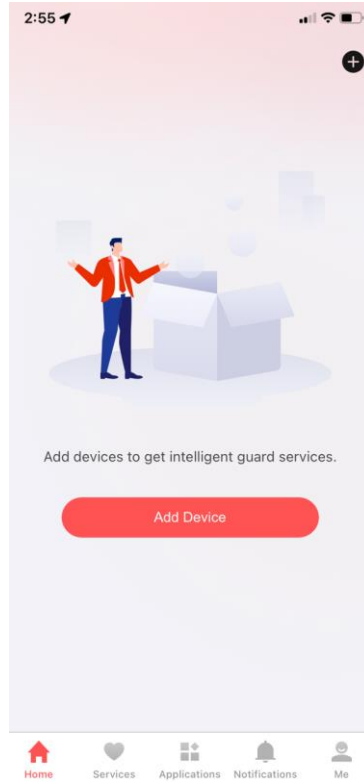 2:55
Add devices to get intelligent guard services.
Add Device
Home Services Applications Notifications Me